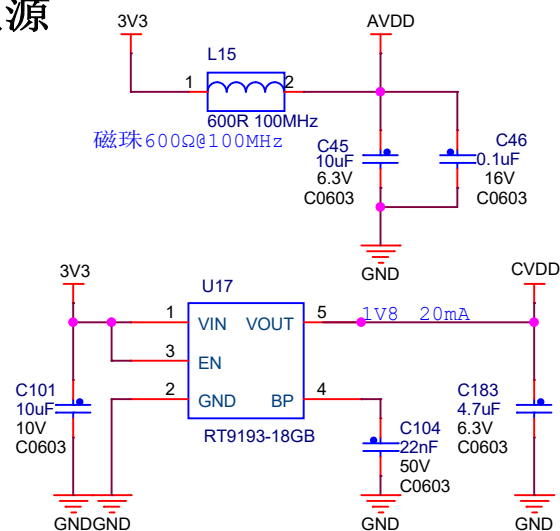 源
3V3
AVDD
L15
1
2
600R 100MHz
磁珠600Ω@100MHz
C45
10uF
6.3V
C0603
C46
0.1uF
16V
C0603
GND
3V3
U17
CVDD
1
VIN
VOUT
5
1V8 20mA
3
EN
2
GND
BP
4
RT9193-18GB
C101
10uF
10V
C0603
C104
22nF
50V
C0603
C183
4.7uF
6.3V
C0603
GND
GND
GND
GND